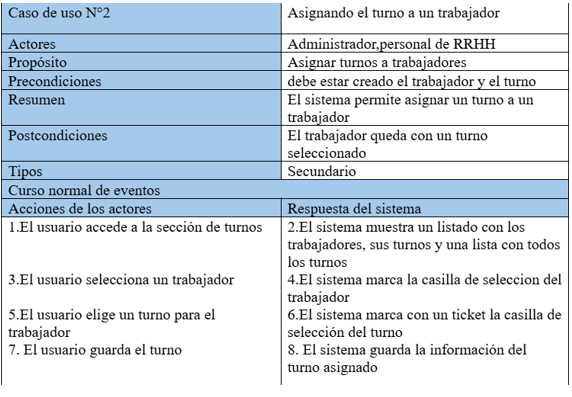 Caso de uso N°2
Asignando el turno a un trabajador
Actores
Administrador,personal de RRHH
Propósito
Asignar turnos a trabajadores
Precondiciones
debe estar creado el trabajador y el turno
Resumen
El sistema permite asignar un turno a un
trabajador
Postcondiciones
El trabajador queda con un turno
seleccionado
Tipos
Secundario
Curso normal de eventos
Acciones de los actores
Respuesta del sistema
1.El usuario accede a la sección de turnos
2.El sistema muestra un listado con los
trabajadores, sus turnos y una lista con todos
los turnos
3.El usuario selecciona un trabajador
4.El sistema marca la casilla de seleccion del
trabajador
5.El usuario elige un turno para el
trabajador
6.El sistema marca con un ticket la casilla de
selección del turno
7. El usuario guarda el turno
8. El sistema guarda la información del
turno asignado